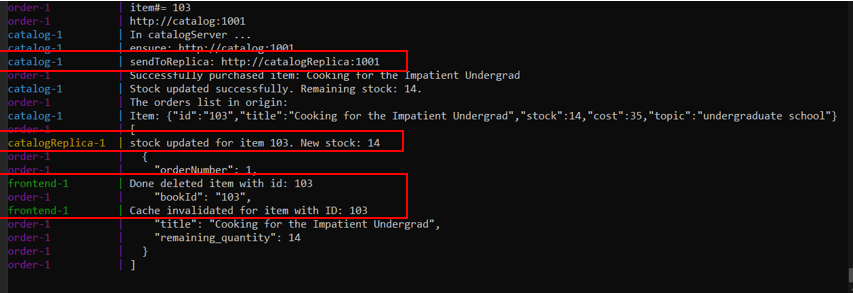 order-1 | item#= 103
order-1 | http://catalog:1001
catalog-1 | In catalogServer ...
catalog-1 | ensure: http://catalog:1001
catalog-1 | sendToReplica: http://catalogReplica:1001
order-1 | Successfully purchased item: Cooking for the Impatient Undergrad
catalog-1 | Stock updated successfully. Remaining stock: 14.
order-1 | The orders list in origin:
catalog-1 | Item: {"id":"103","title":"Cooking for the Impatient Undergrad","stock":14,"cost":35,"topic":"undergraduate school"}
order-1 | [
catalogReplica-1 | stock updated for item 103. New stock: 14
order-1 | {
order-1 | "orderNumber": 1,
frontend-1 | Done deleted item with id: 103
order-1 | "bookId": "103",
frontend-1 | Cache invalidated for item with ID: 103
order-1 | "title": "Cooking for the Impatient Undergrad",
order-1 | "remaining_quantity": 14
order-1 | }
order-1 | ]